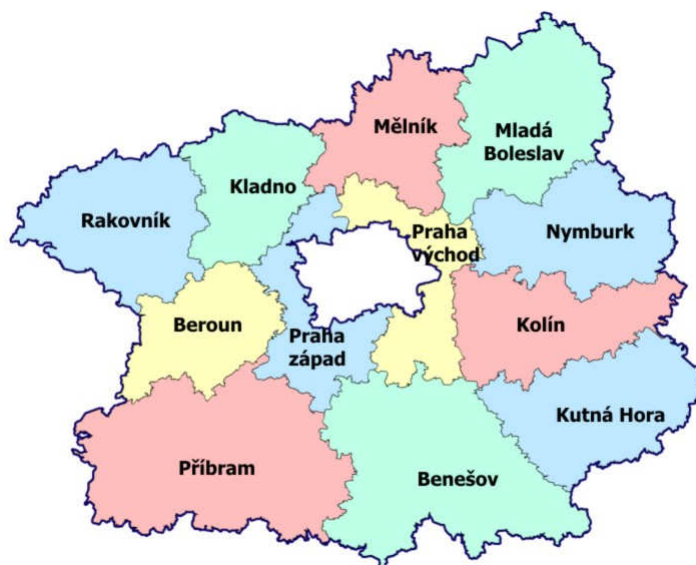 Mělník
Mladá
Boleslav
Kladno
Rakovník
Praha
východ
Nymburk
Beroun
Praha
západ
Kolín
Kutná Hora
Příbram
Benešov